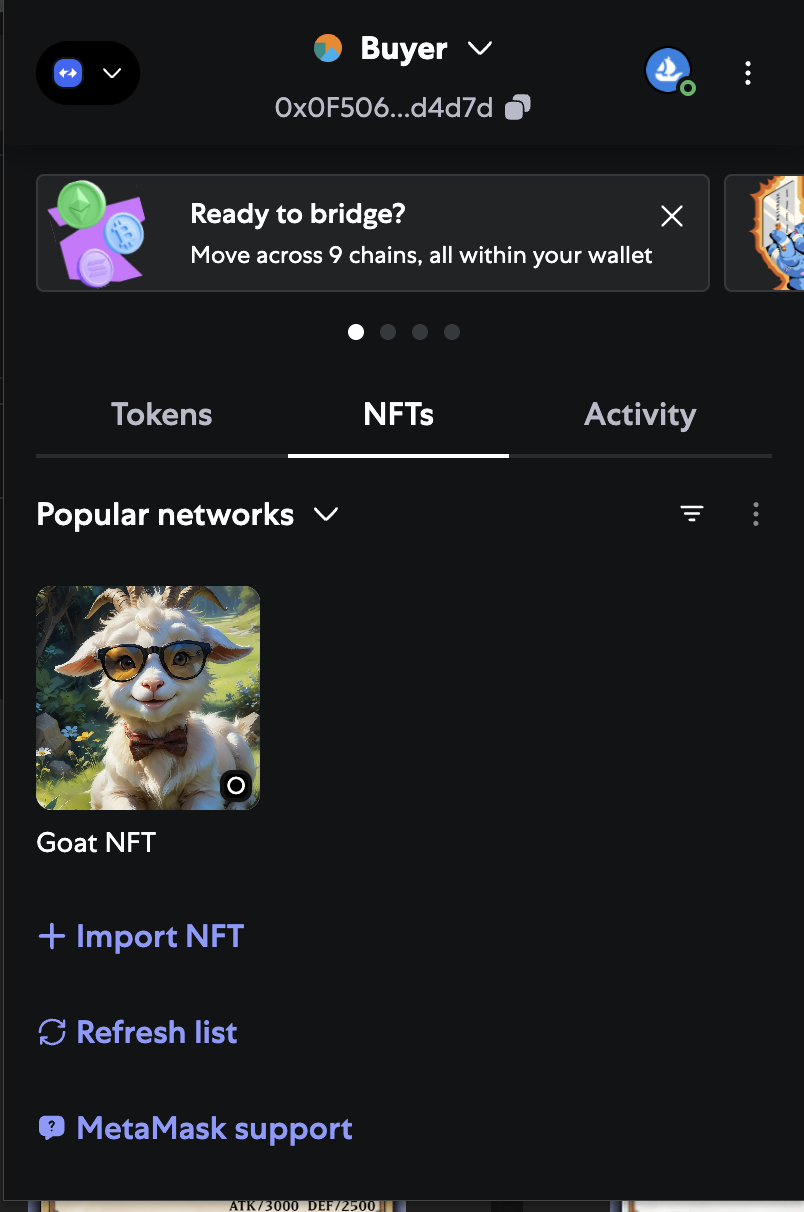 Buyer
0x0F506...d4d7d
Ready to bridge?
Move across 9 chains, all within your wallet
Tokens
NFTs
Activity
Popular networks
Goat NFT
Import NFT
Refresh list
? MetaMask support
ATK/3000 DEF/2500